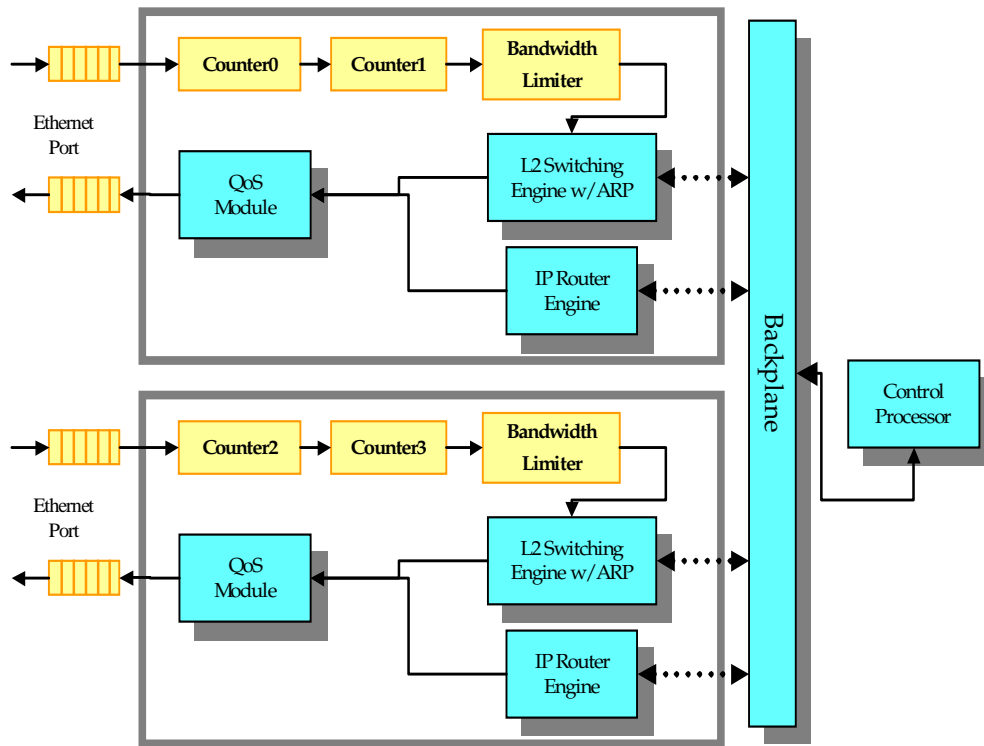 Counter0
Counter1
Bandwidth
Limiter
Ethernet
Port
QoS
Module
L2 Switching
Engine w/ARP
IP Router
Engine
Backplane
Control
Processor
Counter2
Counter3
Bandwidth
Limiter
Ethernet
Port
QoS
Module
L2 Switching
Engine w/ARP
IP Router
Engine